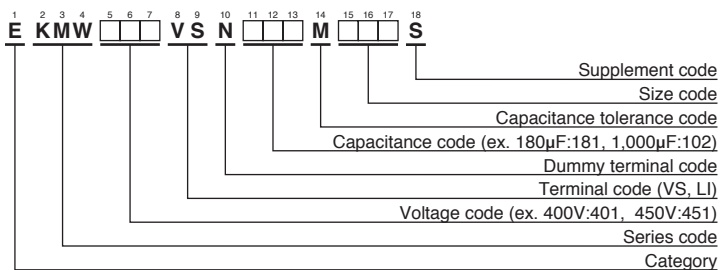 1 2 3 4 5 6 7 8 9 10 11 12 13 14 15 16 17 18
E KMW VS N M S
Supplement code
Size code
Capacitance tolerance code
Capacitance code (ex. 180µF:181, 1,000µF:102)
Dummy terminal code
Terminal code (VS, LI)
Voltage code (ex. 400V:401, 450V:451)
Series code
Category